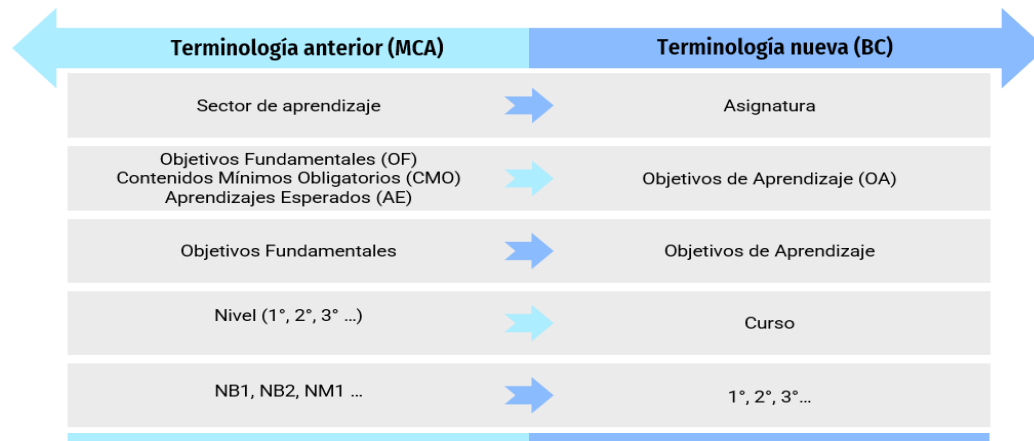 Terminología anterior (MCA)
Terminología nueva (BC)
Sector de aprendizaje
Asignatura
Objetivos Fundamentales (OF)
Contenidos Mínimos Obligatorios (CMO)
Aprendizajes Esperados (AE)
Objetivos de Aprendizaje (OA)
Objetivos Fundamentales
Objetivos de Aprendizaje
Nivel (1°, 2°, 3° ...)
Curso
NB1, NB2, NM1 ...
1°, 2°, 3°...